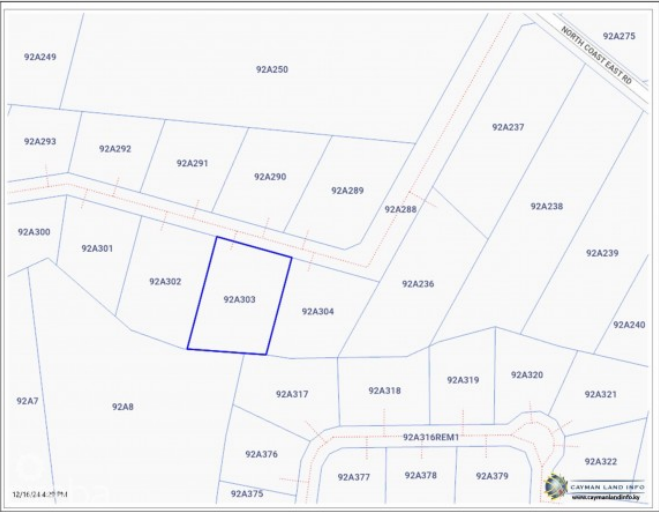 92A275
NORTH COAST EAST RD
92A249
92A250
92A237
92A293
92A292
92A291
92A290
92A289
92A288
92A238
92A300
92A301
92A302
92A303
92A304
92A236
92A239
92A240
92A7
92A8
92A317
92A318
92A319
92A320
92A321
92A316REM1
92A376
92A377
92A378
92A379
92A322
92A375
CAYMAN LAND INFO
www.caymanlandinfo.ky